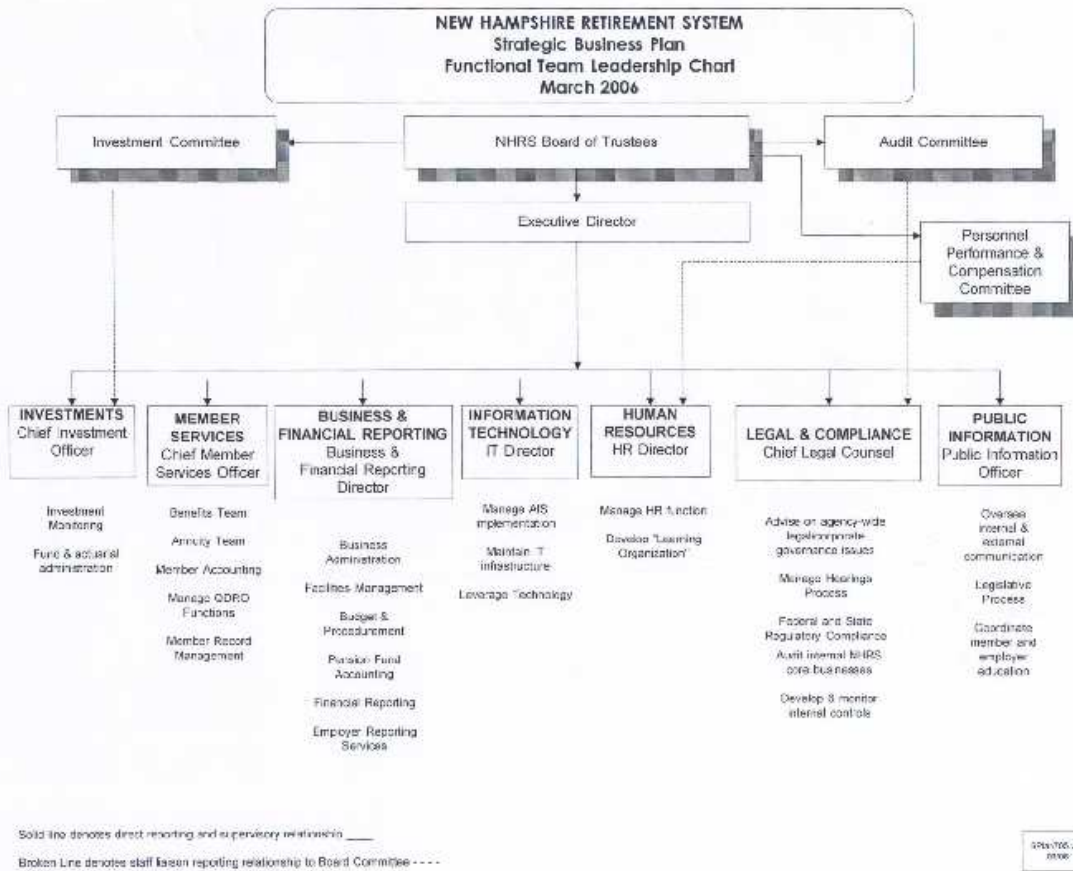 NEW HAMPSHIRE RETIREMENT SYSTEM
Strategic Business Plan
Functional Team Leadership Chart
March 2006
Investment Committee
NHRS Board of Trustees
Audit Committee
Executive Director
Personnel
Performance &
Compensation
Committee
INVESTMENTS
Chief Investment
Officer
Investment
Monitoring
Fund & actuarial
administration
MEMBER
SERVICES
Chief Member
Services Officer
Benefits Team
Annuity Team
Member Accounting
Manage QDRO
Functions
Member Record
Management
BUSINESS &
FINANCIAL REPORTING
Business &
Financial Reporting
Director
Business
Administration
Facilities Management
Budget &
Procedurement
Pension Fund
Accounting
Financial Reporting
Employer Reporting
Services
INFORMATION
TECHNOLOGY
IT Director
Manage AIS
implementation
Maintain IT
infrastructure
Leverage Technology
HUMAN
RESOURCES
HR Director
Manage HR function
Develop "Learning
Organization"
LEGAL & COMPLIANCE
Chief Legal Counsel
Advise on agency-wide
legal/corporate
governance issues
Manage Hearings
Process
Federal and State
Regulatory Compliance
Audit internal NHRS
core businesses
Develop & monitor
internal controls
PUBLIC
INFORMATION
Public Information
Officer
Oversee
internal &
external
communication
Legislative
Process
Coordinate
member and
employer
education
Solid line denotes direct reporting and supervisory relationship ____
Broken Line denotes staff liaison reporting relationship to Board Committee - - - -